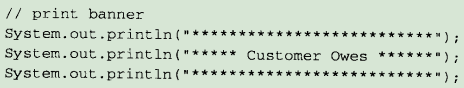 // print banner
System.out.println("**************************");
System.out.println("***** Customer Owes ******");
System.out.println("**************************");